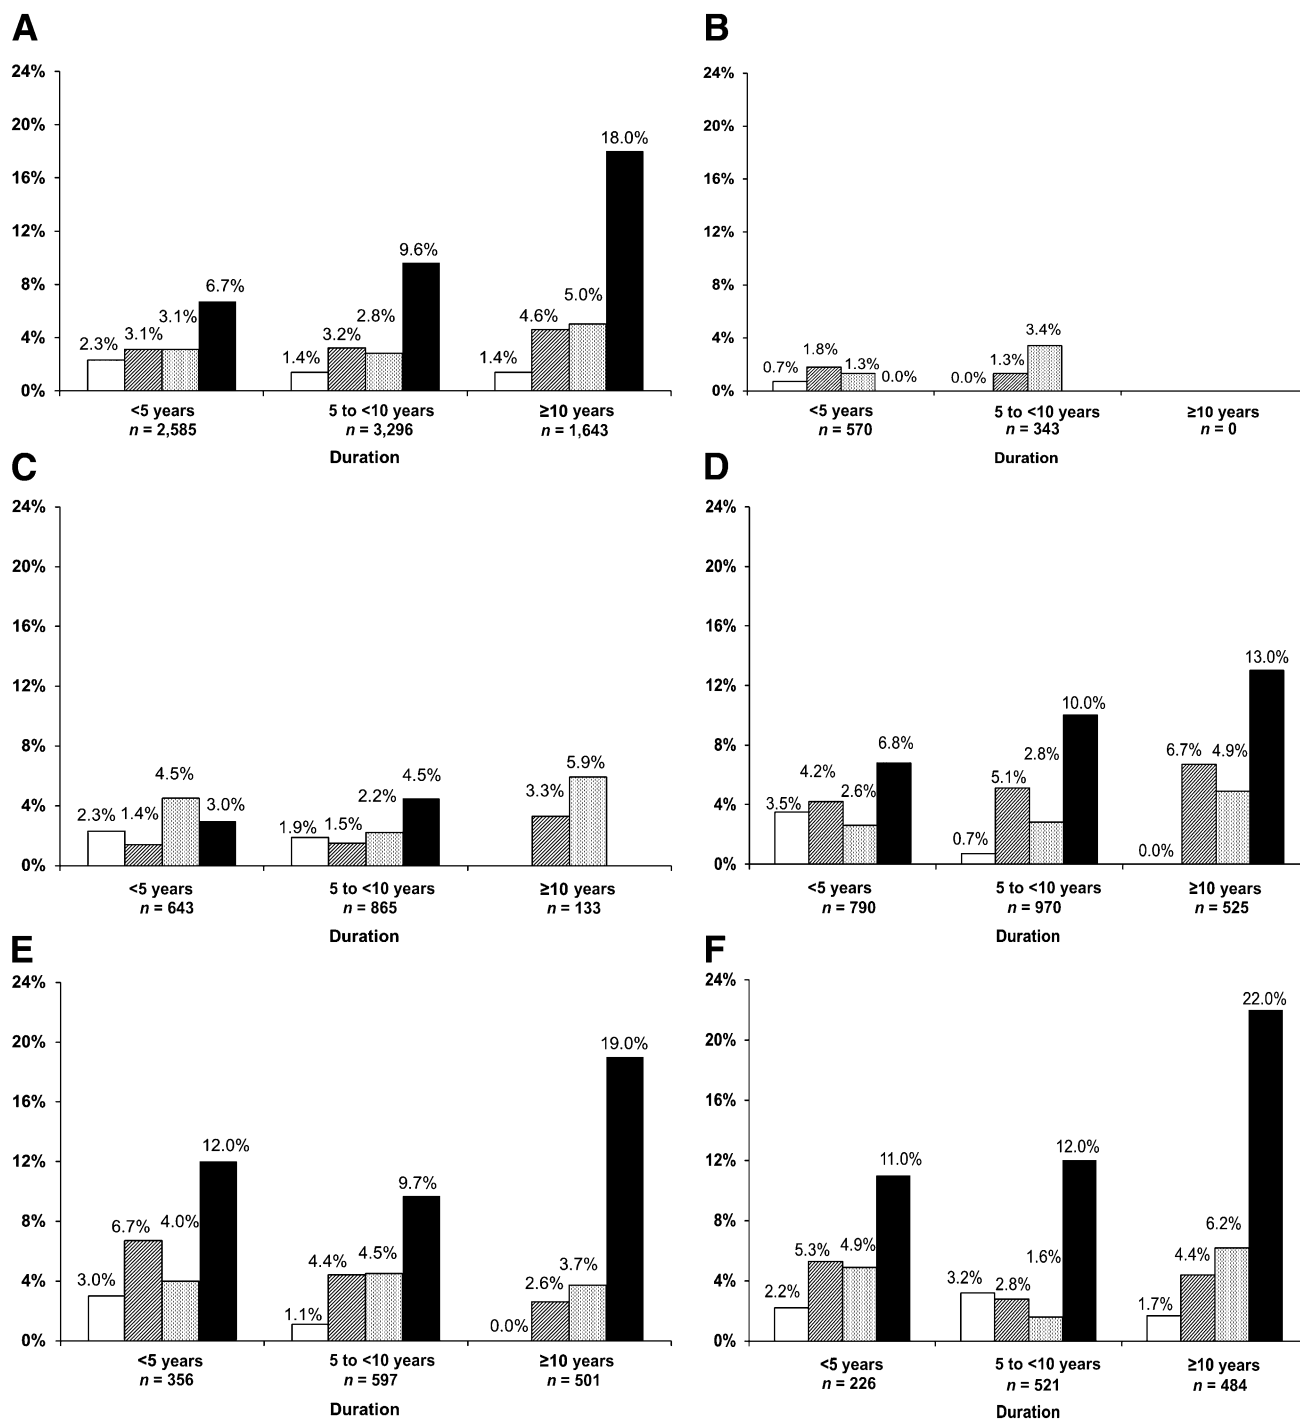 A
24%
20%
16%
12%
8%
4%
0%
2.3%
3.1%
3.1%
6.7%
1.4%
3.2%
2.8%
9.6%
1.4%
4.6%
5.0%
18.0%
<5 years
n = 2,585
5 to <10 years
n = 3,296
≥10 years
n = 1,643
Duration
B
24%
20%
16%
12%
8%
4%
0%
0.7%
1.8%
1.3%
0.0%
0.0%
1.3%
3.4%
<5 years
n = 570
5 to <10 years
n = 343
≥10 years
n = 0
Duration
C
24%
20%
16%
12%
8%
4%
0%
2.3%
1.4%
4.5%
3.0%
1.9%
1.5%
2.2%
4.5%
3.3%
5.9%
<5 years
n = 643
5 to <10 years
n = 865
≥10 years
n = 133
Duration
D
24%
20%
16%
12%
8%
4%
0%
3.5%
4.2%
2.6%
6.8%
0.7%
5.1%
2.8%
10.0%
0.0%
6.7%
4.9%
13.0%
<5 years
n = 790
5 to <10 years
n = 970
≥10 years
n = 525
Duration
E
24%
20%
16%
12%
8%
4%
0%
3.0%
6.7%
4.0%
12.0%
1.1%
4.4%
4.5%
9.7%
0.0%
2.6%
3.7%
19.0%
<5 years
n = 356
5 to <10 years
n = 597
≥10 years
n = 501
Duration
F
24%
20%
16%
12%
8%
4%
0%
2.2%
5.3%
4.9%
11.0%
3.2%
2.8%
1.6%
12.0%
1.7%
4.4%
6.2%
22.0%
<5 years
n = 226
5 to <10 years
n = 521
≥10 years
n = 484
Duration